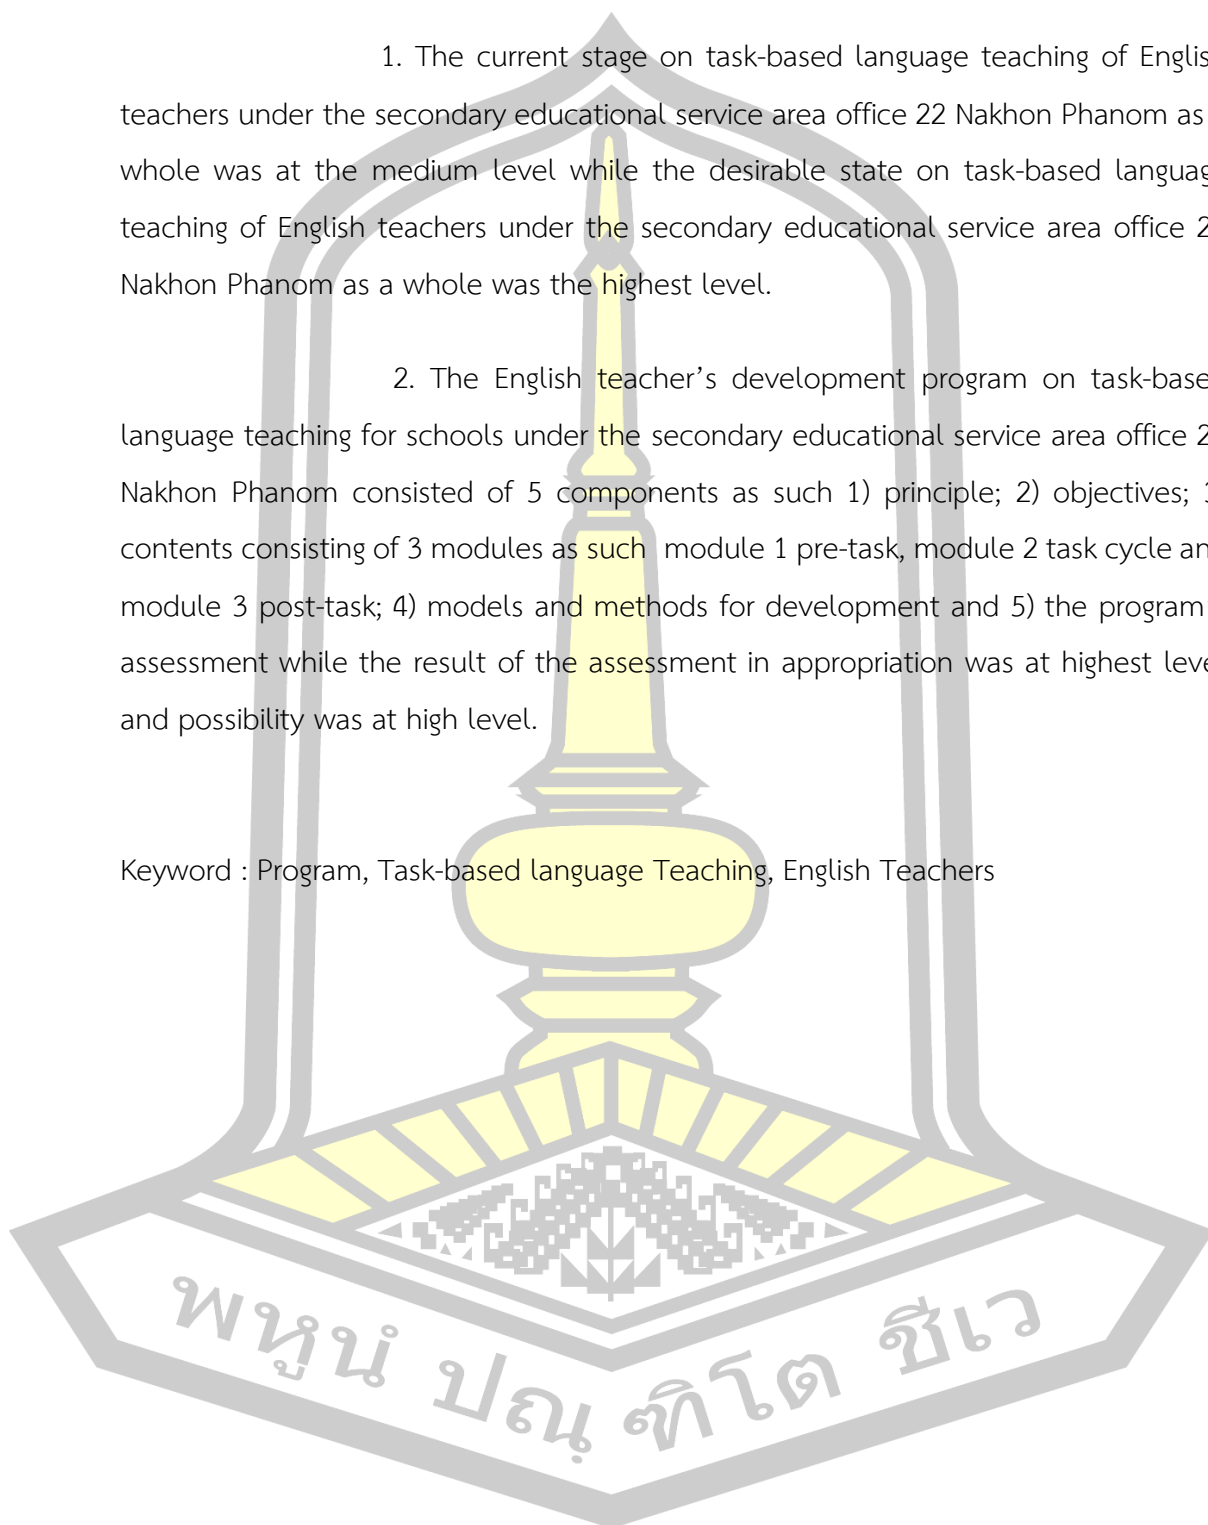 1. The current stage on task-based language teaching of Englis
teachers under the secondary educational service area office 22 Nakhon Phanom as
whole was at the medium level while the desirable state on task-based languag
teaching of English teachers under the secondary educational service area office 2
Nakhon Phanom as a whole was the highest level.
2. The English teacher’s development program on task-base
language teaching for schools under the secondary educational service area office 2
Nakhon Phanom consisted of 5 components as such 1) principle; 2) objectives; 3
contents consisting of 3 modules as such module 1 pre-task, module 2 task cycle an
module 3 post-task; 4) models and methods for development and 5) the program’
assessment while the result of the assessment in appropriation was at highest leve
and possibility was at high level.
Keyword : Program, Task-based language Teaching, English Teachers
พหูนํ ปณฺฑิโต ชีเว